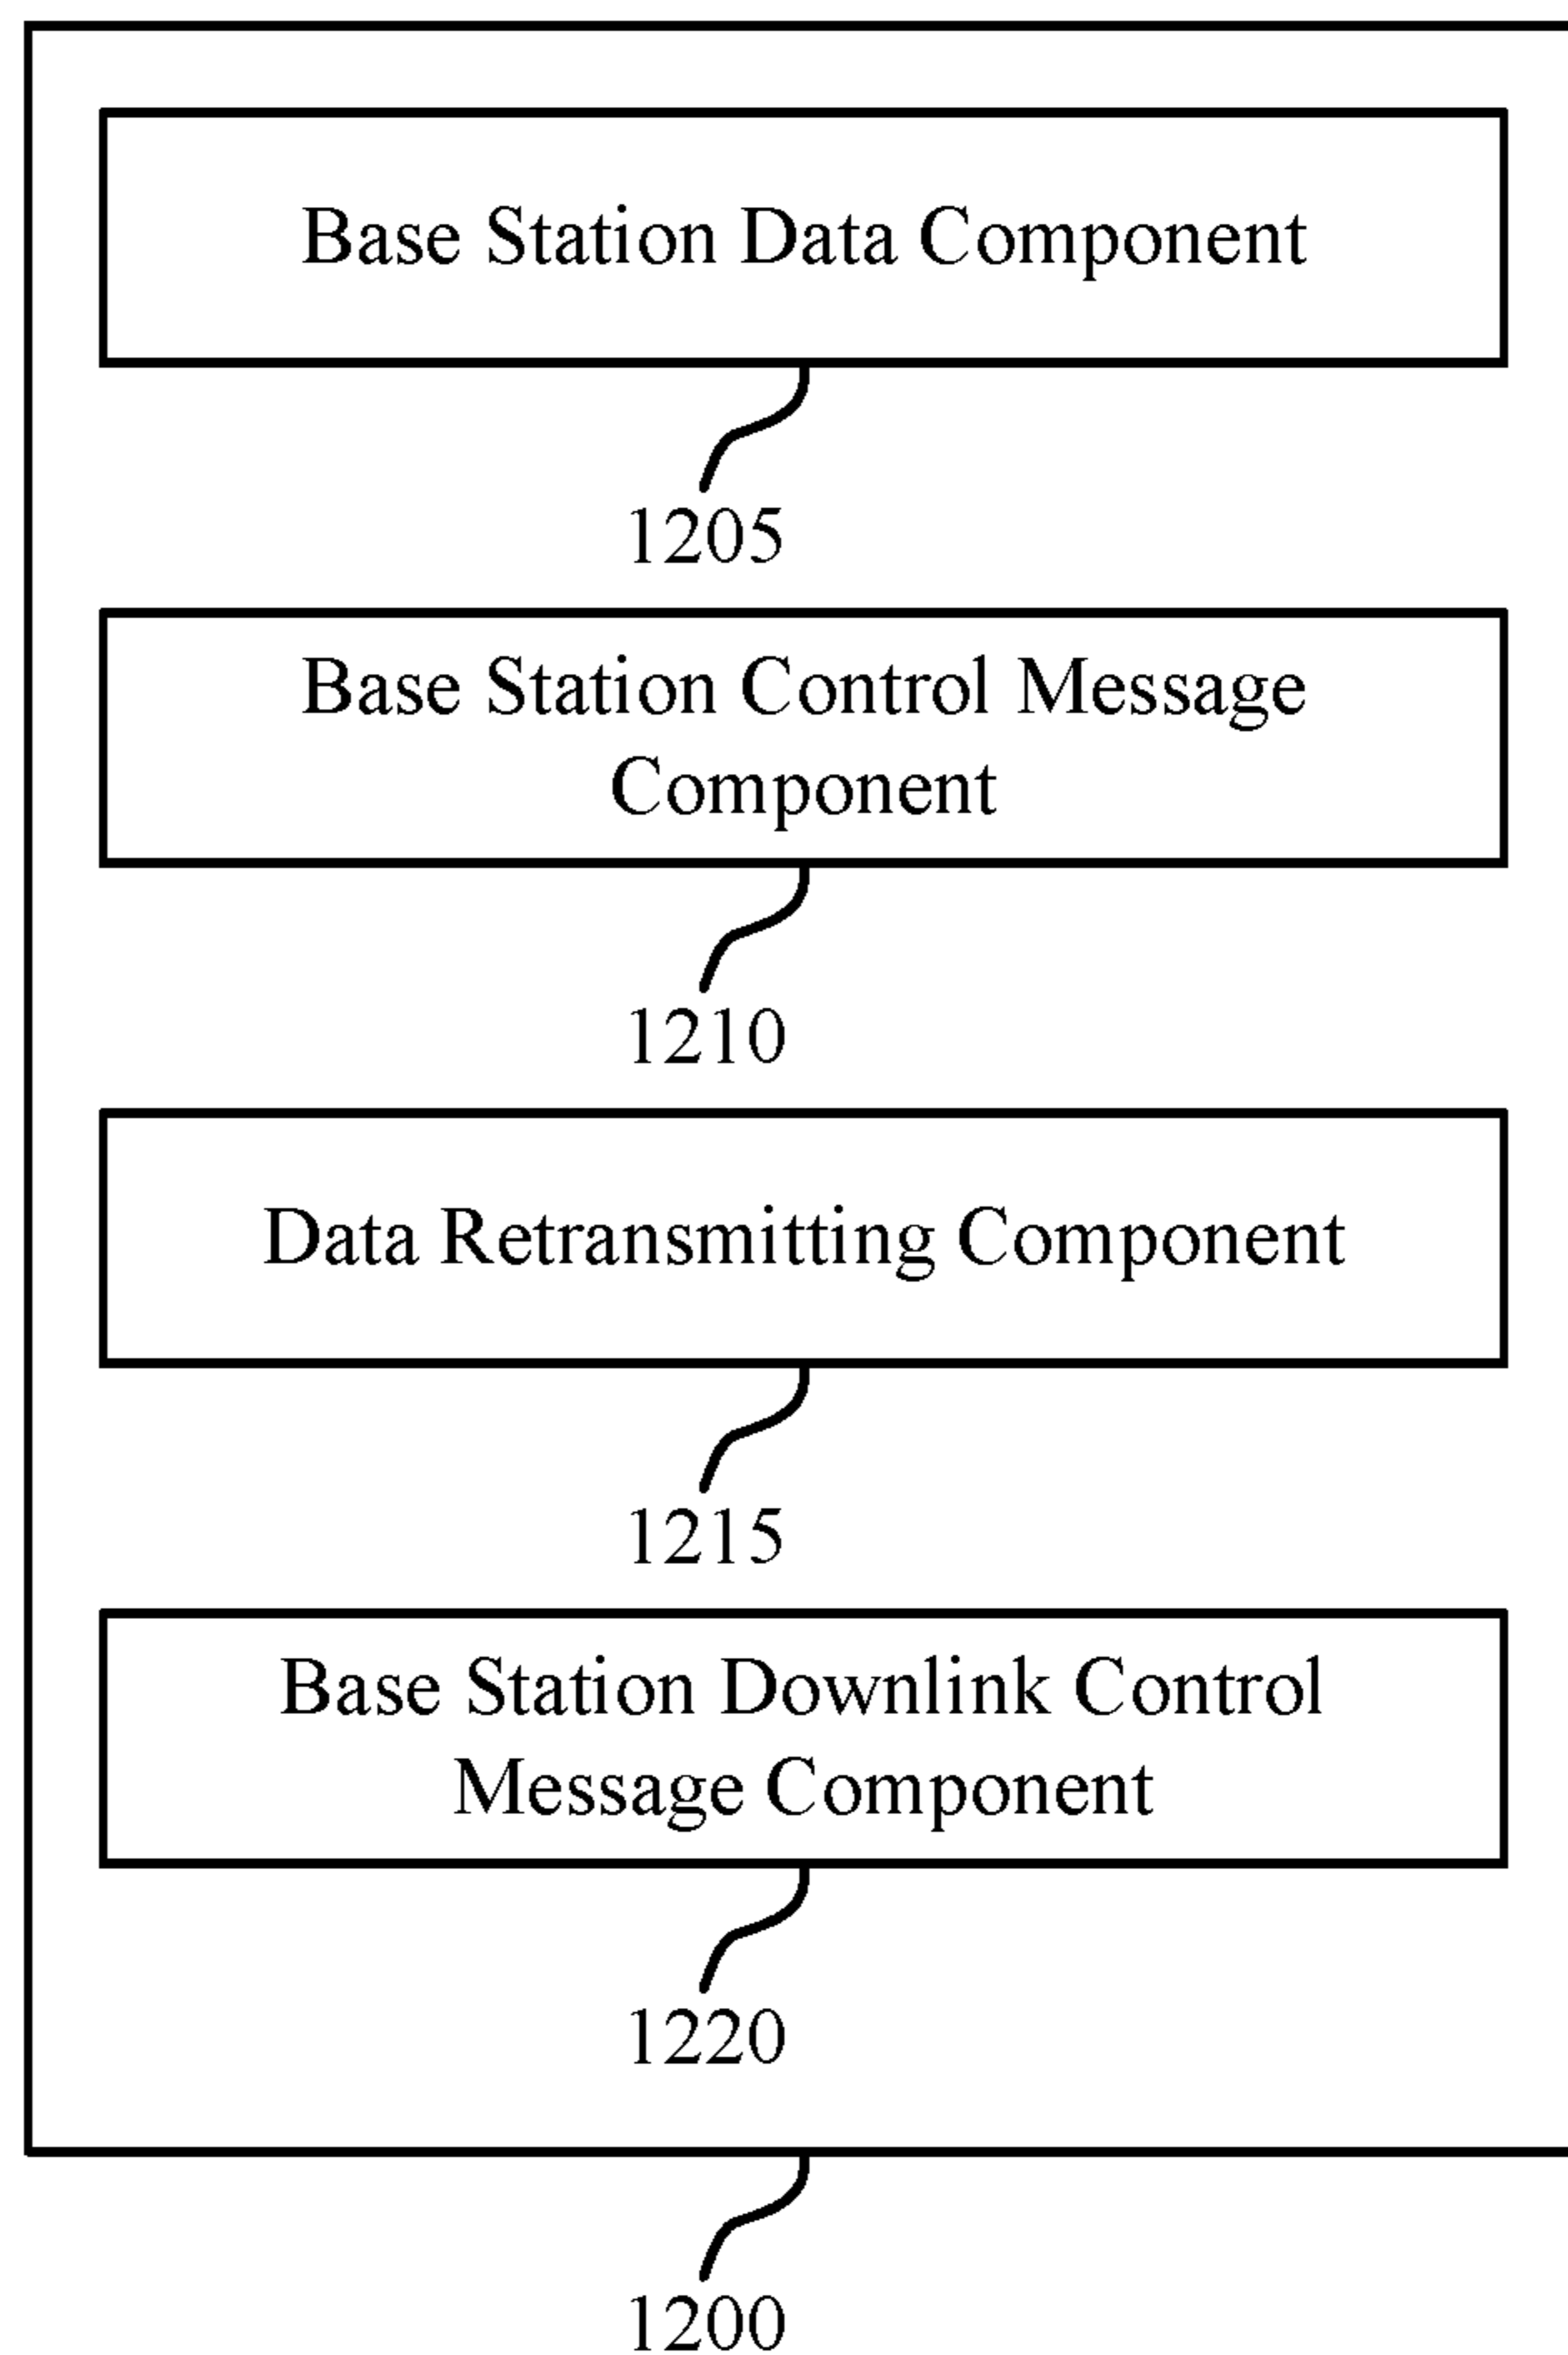 Base Station Data Component
1205
Base Station Control Message
Component
1210
Data Retransmitting Component
1215
Base Station Downlink Control
Message Component
1220
1200